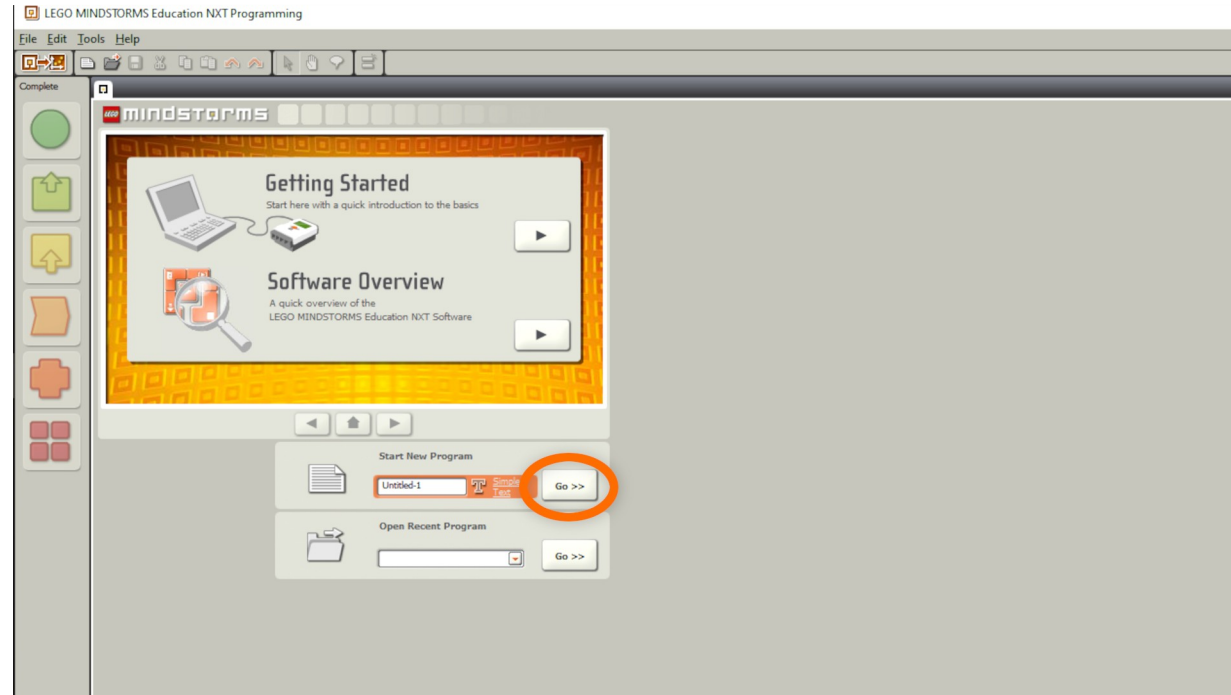 LEGO MINDSTORMS Education NXT Programming
File Edit Tools Help
Complete
LEGO mindstorms
Getting Started
Start here with a quick introduction to the basics
Software Overview
A quick overview of the
LEGO MINDSTORMS Education NXT Software
Start New Program
Untitled-1 T Simple Go >>
Text
Open Recent Program
Go >>